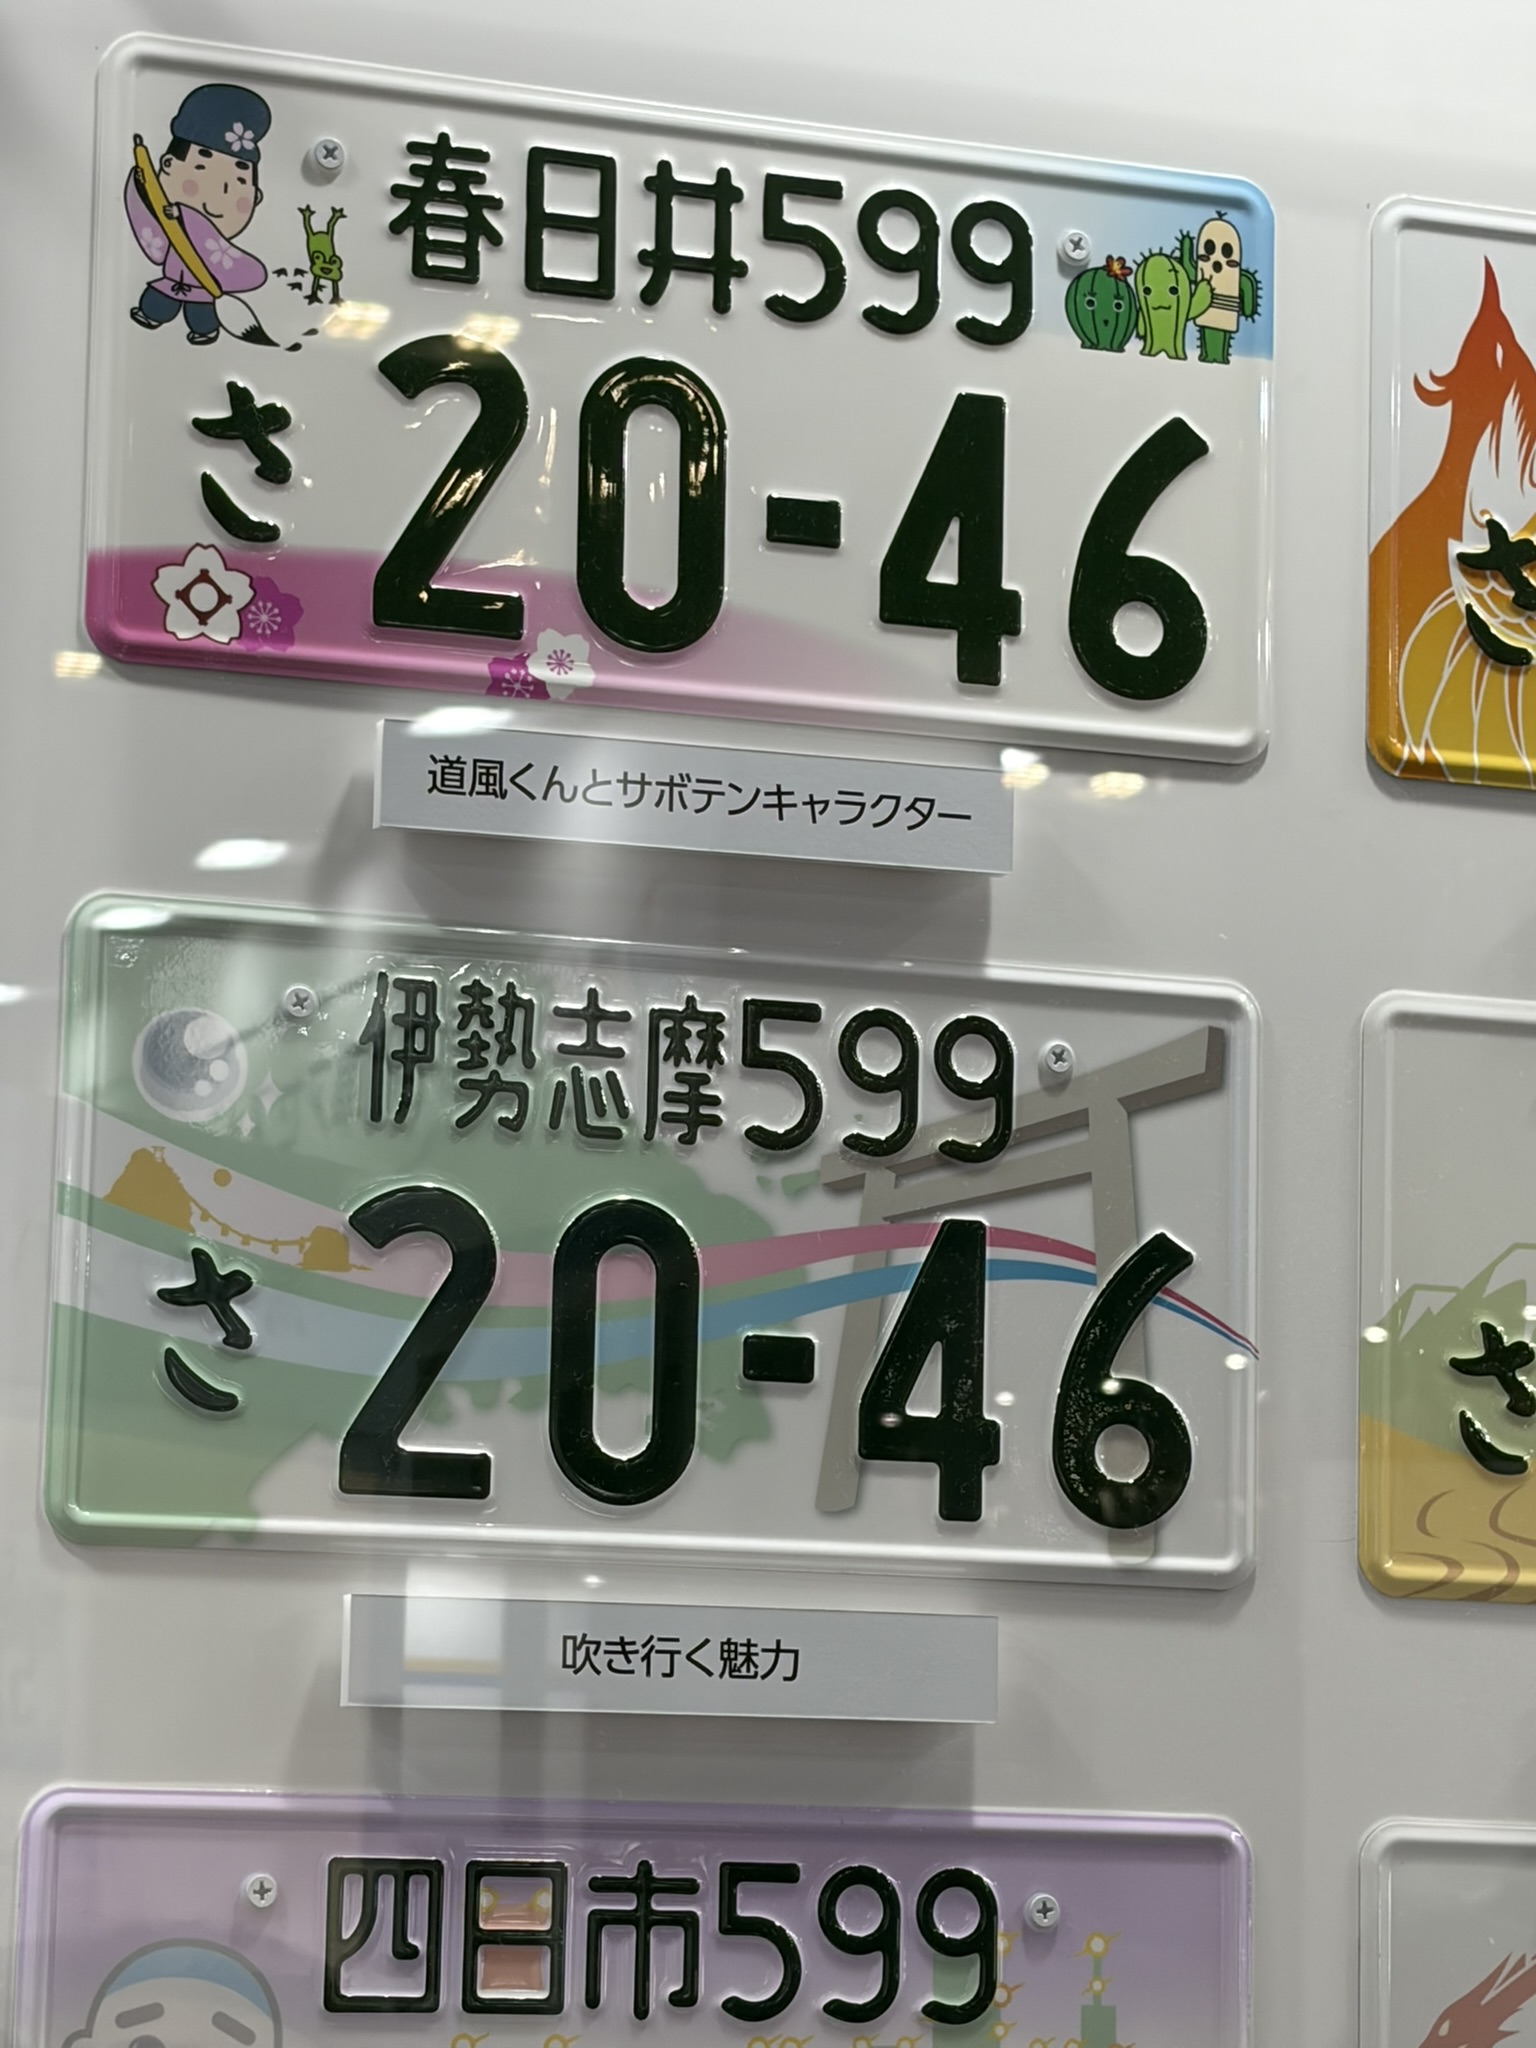 春日井599
さ 20-46
道風くんとサボテンキャラクター
さ
伊勢志摩599
さ 20-46
さ
吹き行く魅力
四日市599